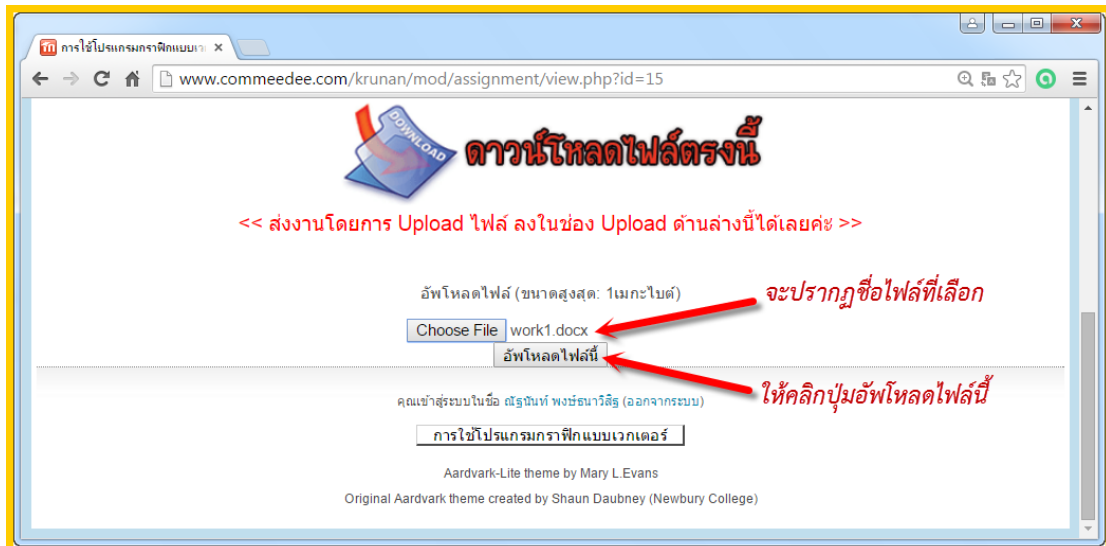 การใช้โปรแกรมกราฟิกแบบเว
www.commeedee.com/krunan/mod/assignment/view.php?id=15
DOWNLOAD
ดาวน์โหลดไฟล์ตรงนี้
<< ส่งงานโดยการ Upload ไฟล์ ลงในช่อง Upload ด้านล่างนี้ได้เลยค่ะ >>
อัพโหลดไฟล์ (ขนาดสูงสุด: 1เมกะไบต์)
จะปรากฏชื่อไฟล์ที่เลือก
Choose File work1.docx
อัพโหลดไฟล์นี้
ให้คลิกปุ่มอัพโหลดไฟล์นี้
คุณเข้าสู่ระบบในชื่อ ณัฐนันท์ พงษ์ธนาวิสิฐ (ออกจากระบบ)
การใช้โปรแกรมกราฟิกแบบเวกเตอร์
Aardvark-Lite theme by Mary L.Evans
Original Aardvark theme created by Shaun Daubney (Newbury College)